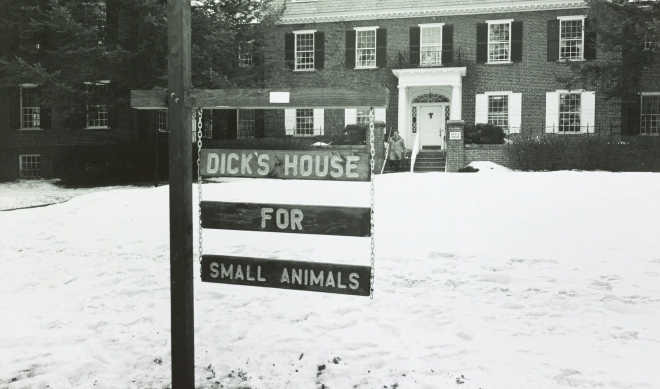 DICK'S HOUSE
FOR
SMALL ANIMALS